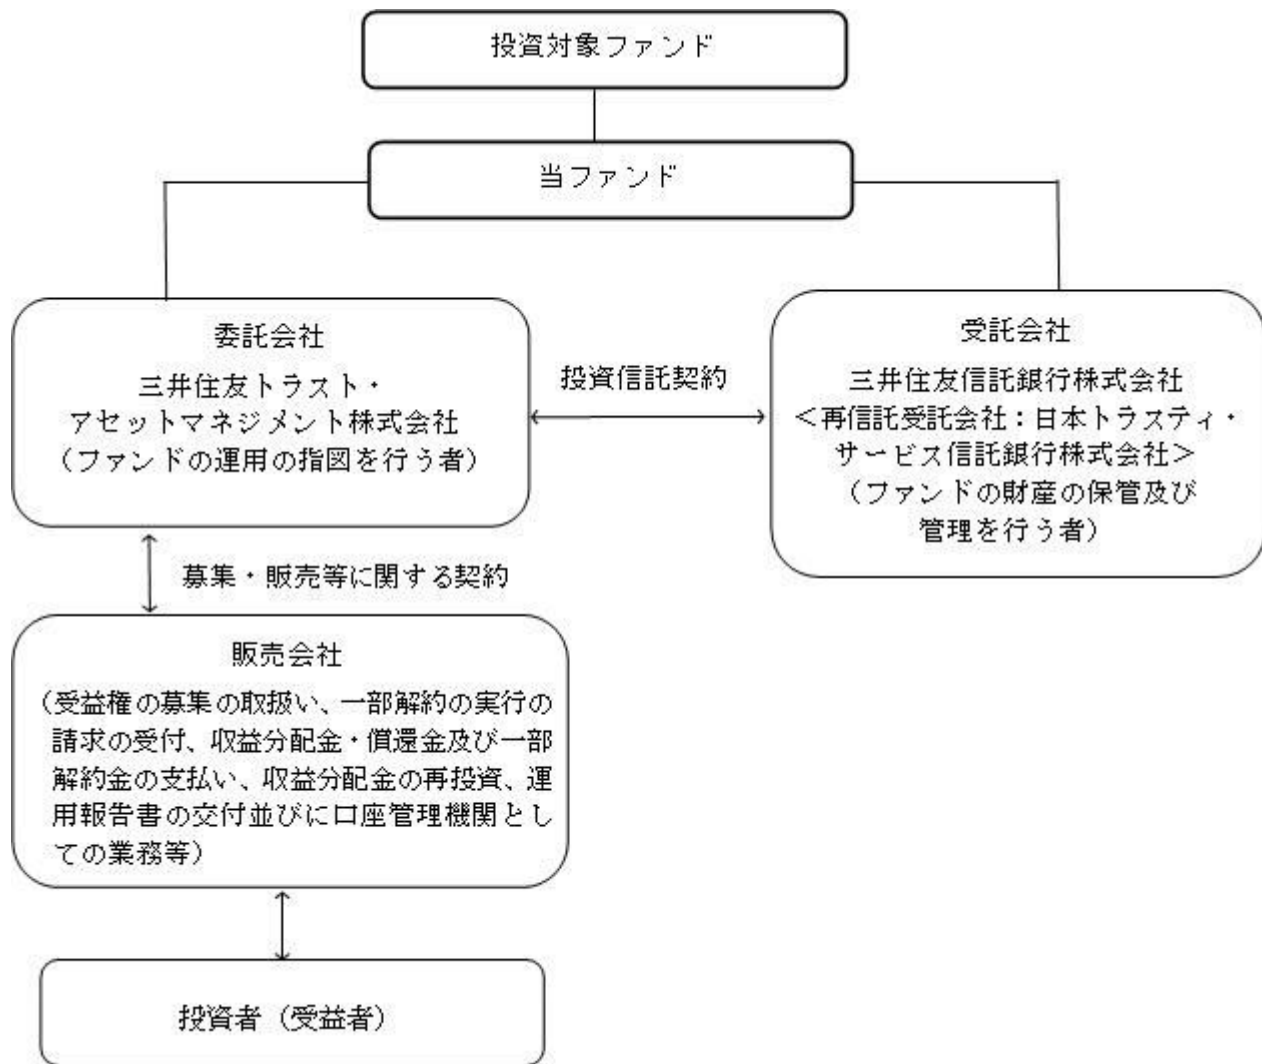 投資対象ファンド
当ファンド
委託会社
三井住友トラスト・
アセットマネジメント株式会社
（ファンドの運用の指図を行う者）
投資信託契約
受託会社
三井住友信託銀行株式会社
＜再信託受託会社：日本トラスティ・
サービス信託銀行株式会社＞
（ファンドの財産の保管及び
管理を行う者）
募集・販売等に関する契約
販売会社
（受益権の募集の取扱い、一部解約の実行の
請求の受付、収益分配金・償還金及び一部
解約金の支払い、収益分配金の再投資、運
用報告書の交付並びに口座管理機関とし
ての業務等）
投資者（受益者）